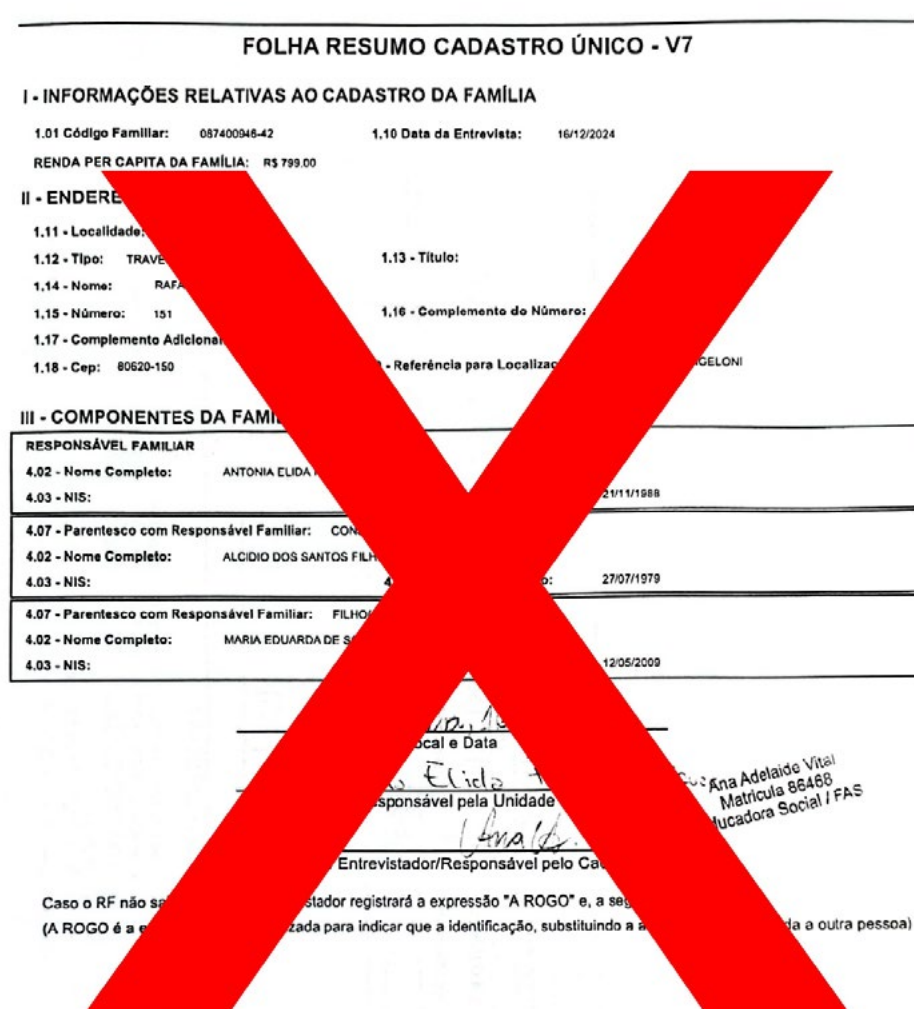 FOLHA RESUMO CADASTRO ÚNICO - V7
I - INFORMAÇÕES RELATIVAS AO CADASTRO DA FAMÍLIA
1.01 Código Familiar: 087400946-42 1.10 Data da Entrevista: 16/12/2024
RENDA PER CAPITA DA FAMÍLIA: R$ 799.00
II - ENDERE
1.11 - Localidade:
1.12 - Tipo: TRAVE 1.13 - Título:
1.14 - Nome: RAFA
1.15 - Número: 151 1.16 - Complemento do Número:
1.17 - Complemento Adicional
1.18 - Cep: 80620-150 - Referência para Localizac GELONI
III - COMPONENTES DA FAMI
RESPONSÁVEL FAMILIAR
4.02 - Nome Completo: ANTONIA ELIDA
4.03 - NIS: 21/11/1988
4.07 - Parentesco com Responsável Familiar: CON
4.02 - Nome Completo: ALCIDIO DOS SANTOS FILH
4.03 - NIS: 4 o: 27/07/1979
4.07 - Parentesco com Responsável Familiar: FILHO
4.02 - Nome Completo: MARIA EDUARDA DE S
4.03 - NIS: 12/05/2009
ocal e Data
Elida
sponsável pela Unidade
Ana Adelaide Vital
Matricula 86468
ucadora Social / FAS
Entrevistador/Responsável pelo Ca
Caso o RF não sa stador registrará a expressão "A ROGO" e, a seg
(A ROGO é a e zada para indicar que a identificação, substituindo a a da a outra pessoa)